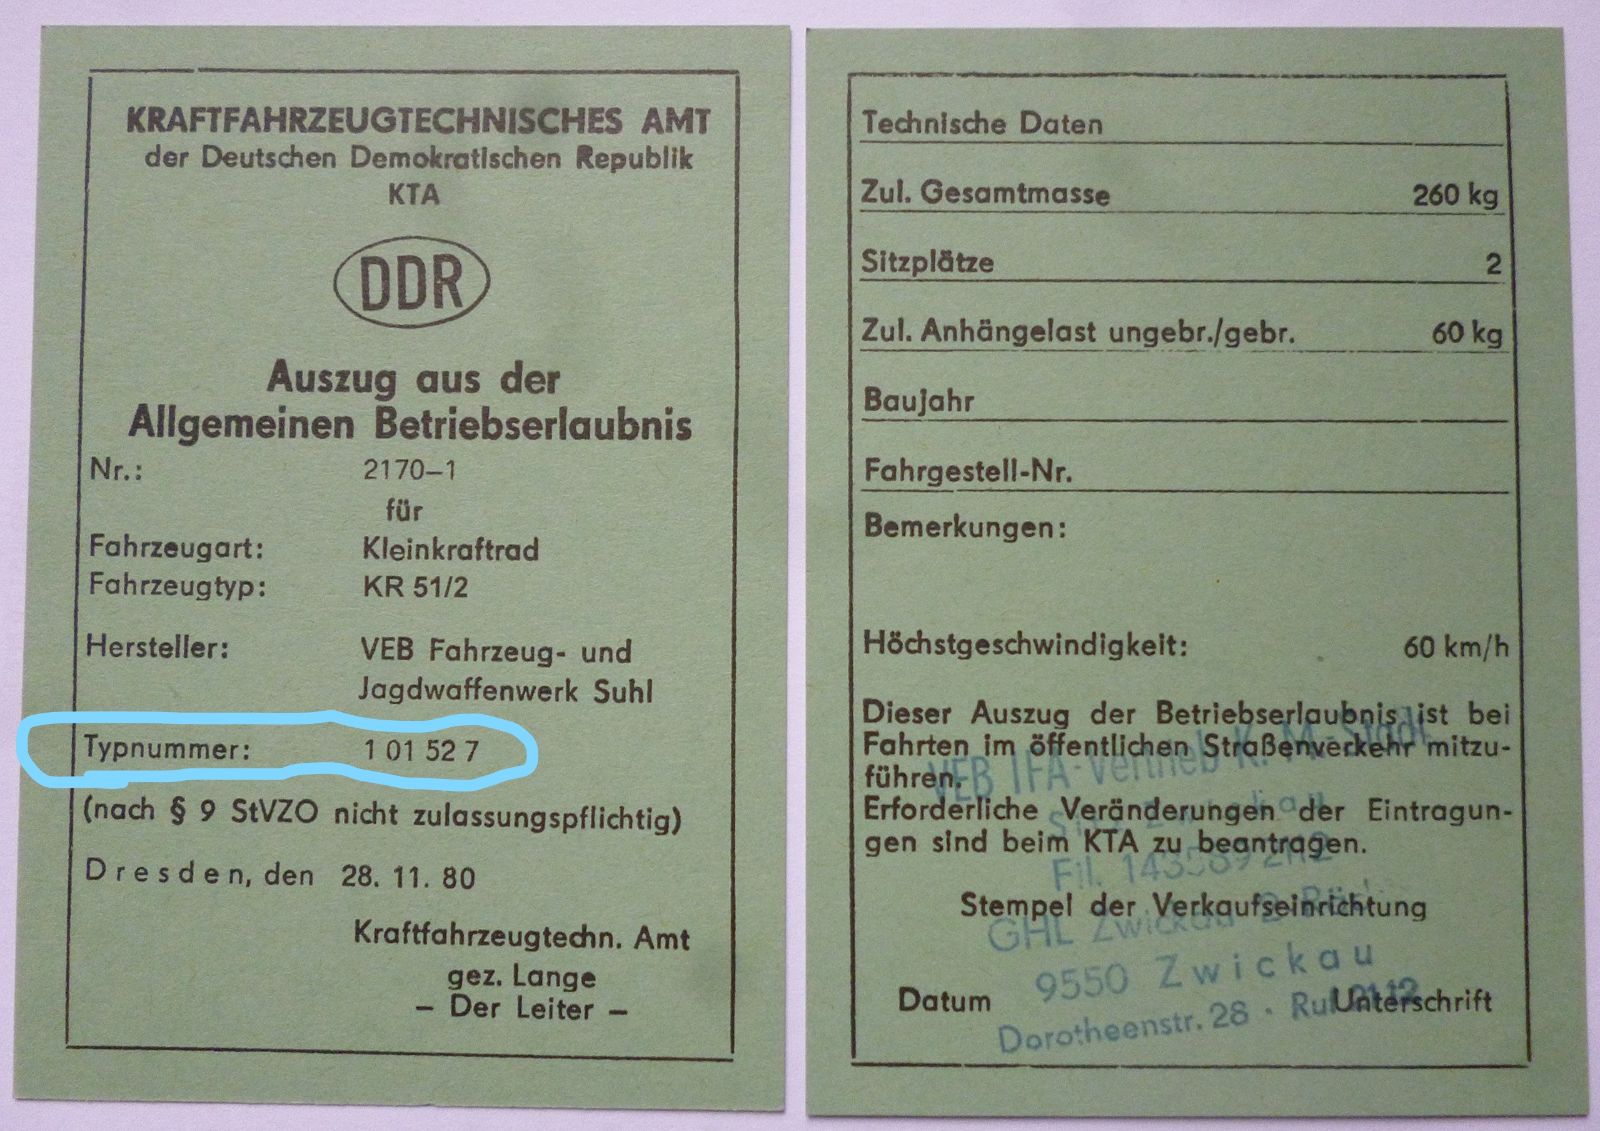 KRAFTFAHRZEUGTECHNISCHES AMT
der Deutschen Demokratischen Republik
KTA
DDR
Auszug aus der
Allgemeinen Betriebserlaubnis
Nr.: 2170–1
für
Fahrzeugart: Kleinkraftrad
Fahrzeugtyp: KR 51/2
Hersteller: VEB Fahrzeug- und
Jagdwaffenwerk Suhl
Typnummer: 1 01 52 7
(nach § 9 StVZO nicht zulassungspflichtig)
Dresden, den 28. 11. 80
Kraftfahrzeugtechn. Amt
gez. Lange
– Der Leiter –
Technische Daten
Zul. Gesamtmasse 260 kg
Sitzplätze 2
Zul. Anhängelast ungebr./gebr. 60 kg
Baujahr
Fahrgestell-Nr.
Bemerkungen:
Höchstgeschwindigkeit: 60 km/h
Dieser Auszug der Betriebserlaubnis ist bei
Fahrten im öffentlichen Straßenverkehr mitzu-
führen.
Erforderliche Veränderungen der Eintragun-
gen sind beim KTA zu beantragen.
Stempel der Verkaufseinrichtung
Datum Unterschrift
VEB IFA-Vertrieb K.-M.-Stadt
Fil.
GHL Zwickau
9550 Zwickau
Dorotheenstr. 28 · Ruf